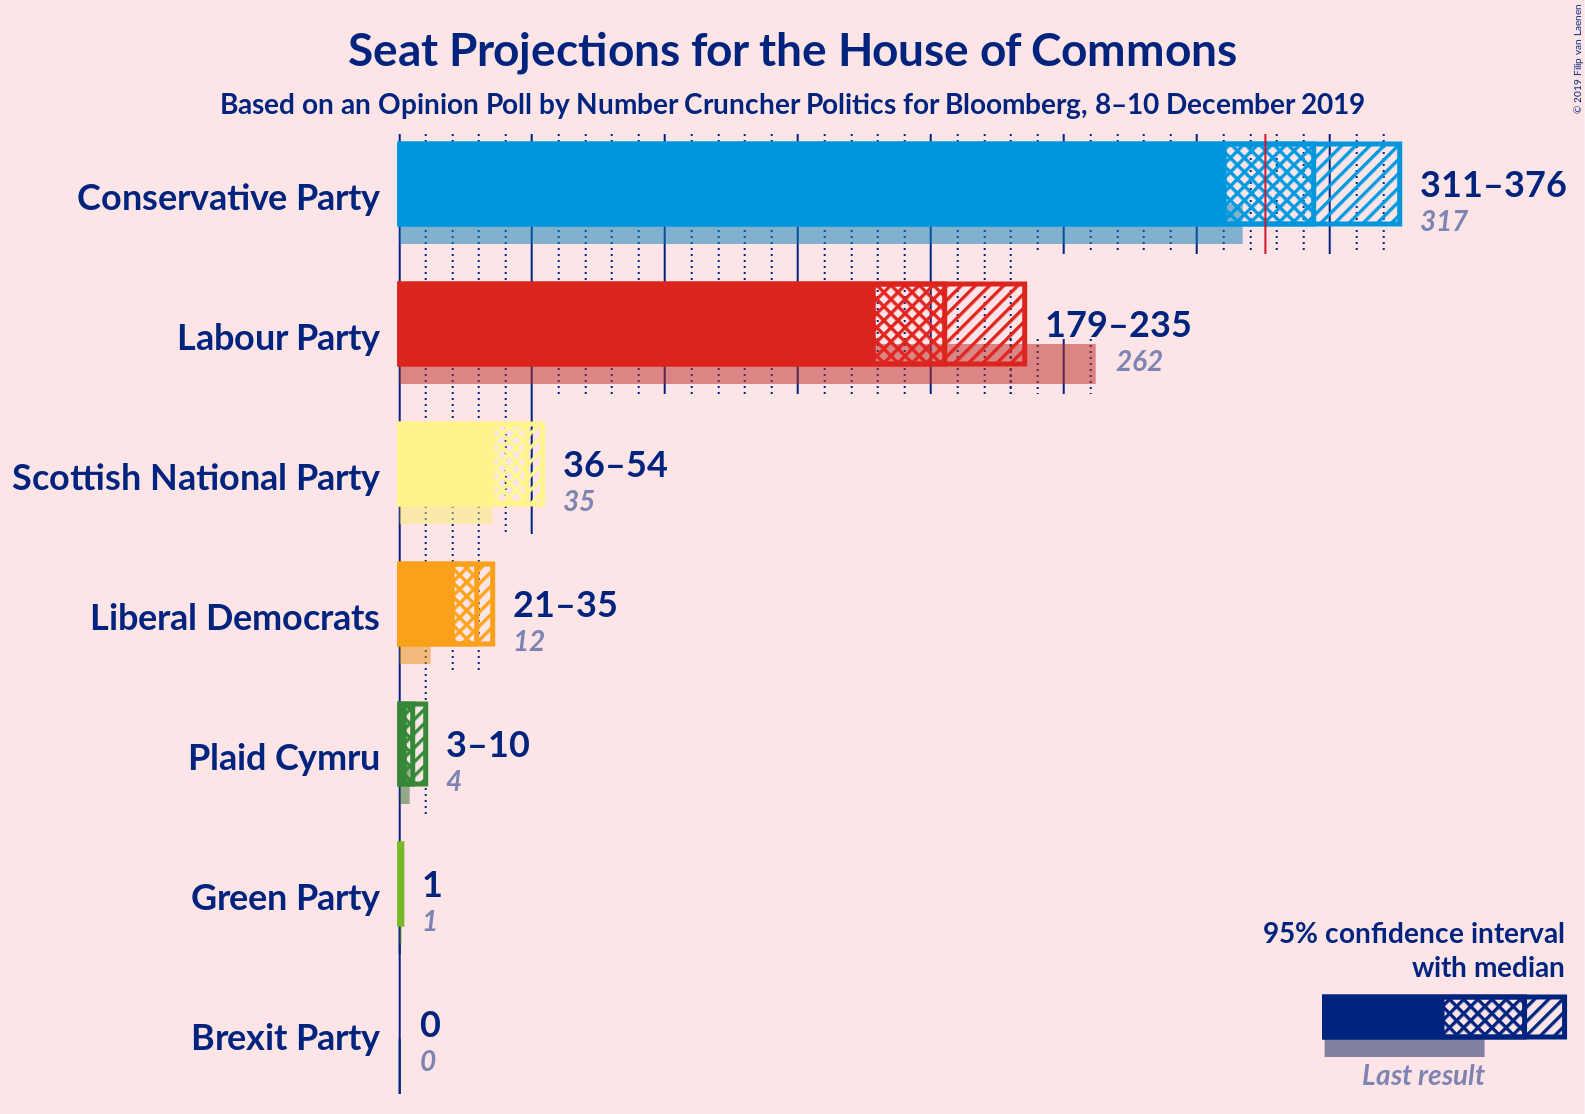 Seat Projections for the House of Commons
Based on an Opinion Poll by Number Cruncher Politics for Bloomberg, 8–10 December 2019
© 2019 Filip van Laenen
Conservative Party
311–376
317
Labour Party
179–235
262
Scottish National Party
36–54
35
Liberal Democrats
21–35
12
Plaid Cymru
3–10
4
Green Party
1
1
Brexit Party
0
0
95% confidence interval
with median
Last result